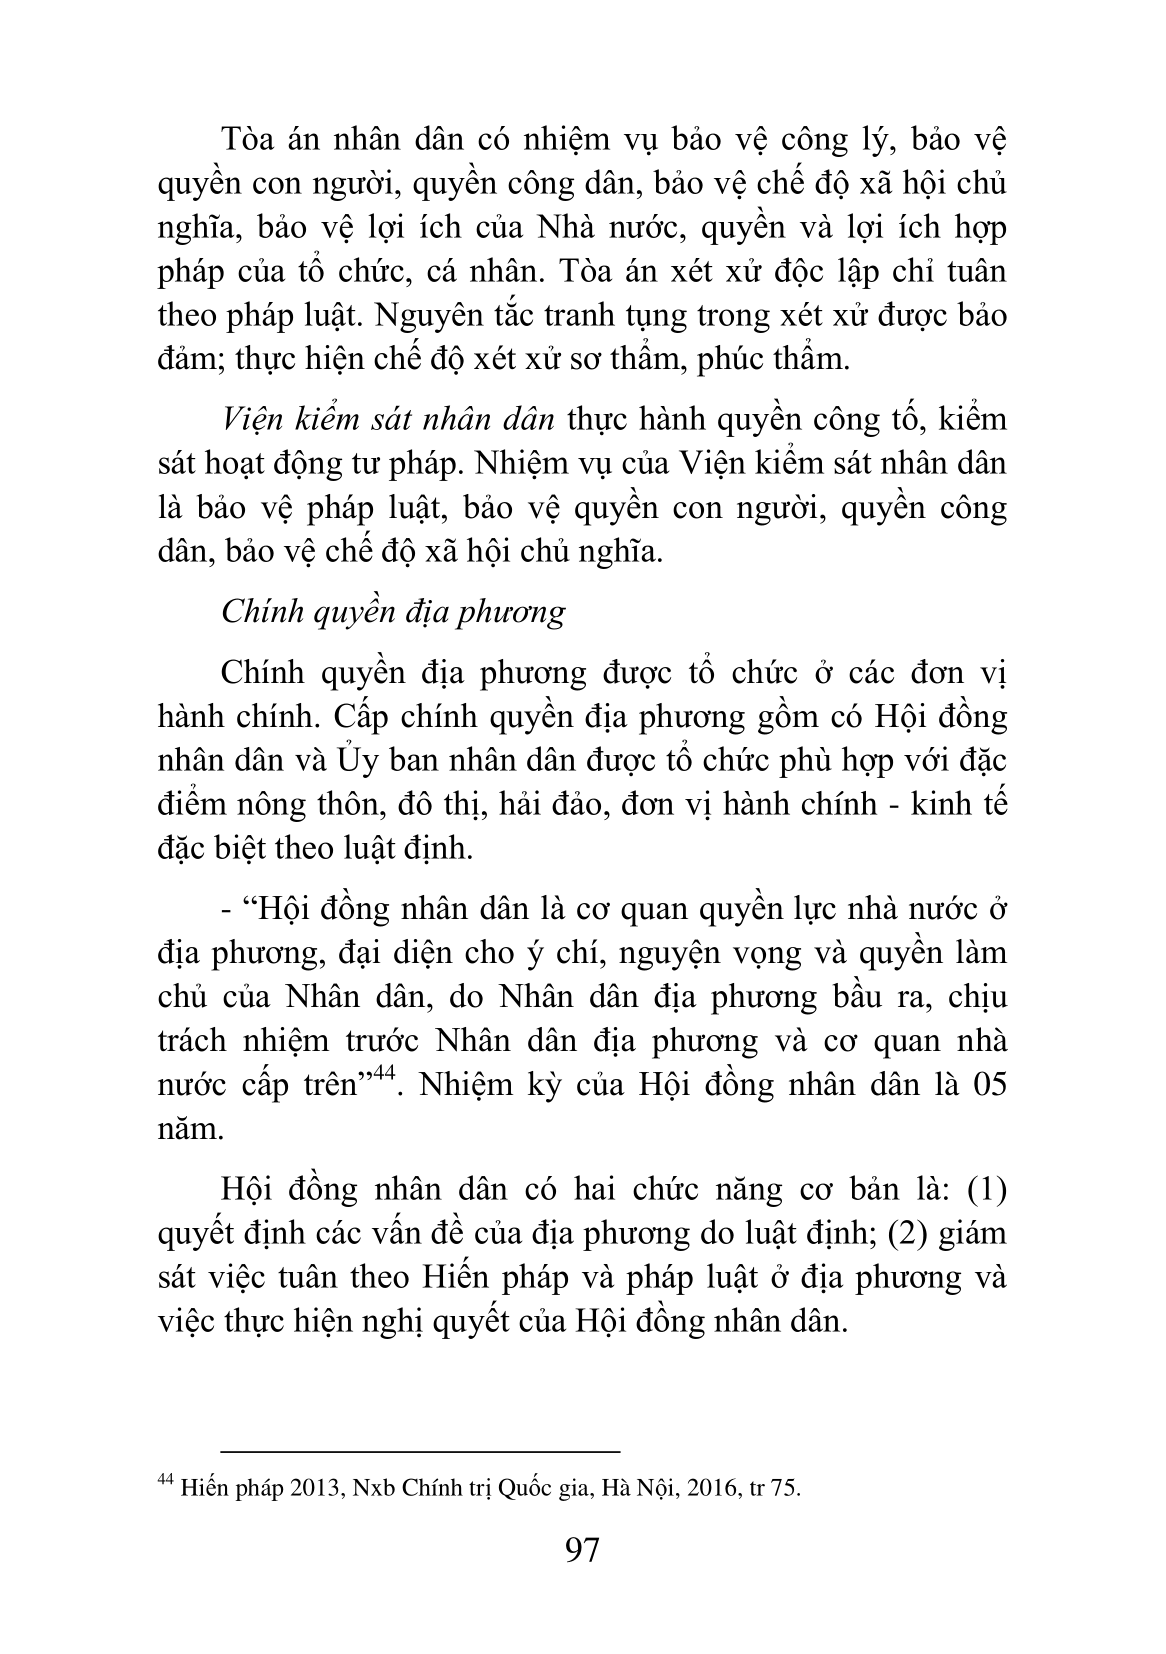 Tòa án nhân dân có nhiệm vụ bảo vệ công lý, bảo vệ
quyền con người, quyền công dân, bảo vệ chế độ xã hội chủ
nghĩa, bảo vệ lợi ích của Nhà nước, quyền và lợi ích hợp
pháp của tổ chức, cá nhân. Tòa án xét xử độc lập chỉ tuân
theo pháp luật. Nguyên tắc tranh tụng trong xét xử được bảo
đảm; thực hiện chế độ xét xử sơ thẩm, phúc thẩm.
Viện kiểm sát nhân dân thực hành quyền công tố, kiểm
sát hoạt động tư pháp. Nhiệm vụ của Viện kiểm sát nhân dân
là bảo vệ pháp luật, bảo vệ quyền con người, quyền công
dân, bảo vệ chế độ xã hội chủ nghĩa.
Chính quyền địa phương
Chính quyền địa phương được tổ chức ở các đơn vị
hành chính. Cấp chính quyền địa phương gồm có Hội đồng
nhân dân và Ủy ban nhân dân được tổ chức phù hợp với đặc
điểm nông thôn, đô thị, hải đảo, đơn vị hành chính - kinh tế
đặc biệt theo luật định.
- “Hội đồng nhân dân là cơ quan quyền lực nhà nước ở
địa phương, đại diện cho ý chí, nguyện vọng và quyền làm
chủ của Nhân dân, do Nhân dân địa phương bầu ra, chịu
trách nhiệm trước Nhân dân địa phương và cơ quan nhà
nước cấp trên”44. Nhiệm kỳ của Hội đồng nhân dân là 05
năm.
Hội đồng nhân dân có hai chức năng cơ bản là: (1)
quyết định các vấn đề của địa phương do luật định; (2) giám
sát việc tuân theo Hiến pháp và pháp luật ở địa phương và
việc thực hiện nghị quyết của Hội đồng nhân dân.
44 Hiến pháp 2013, Nxb Chính trị Quốc gia, Hà Nội, 2016, tr 75.
97